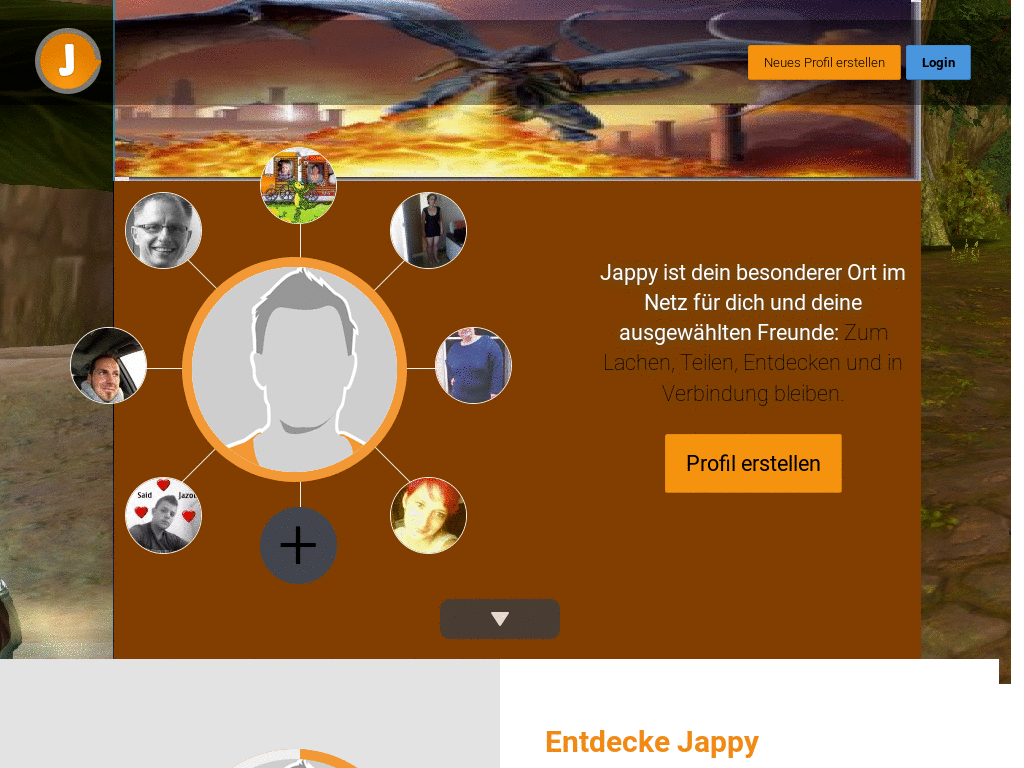 J
Neues Profil erstellen
Login
Jappy ist dein besonderer Ort im
Netz für dich und deine
ausgewählten Freunde: Zum
Lachen, Teilen, Entdecken und in
Verbindung bleiben.
Profil erstellen
Said
Jazo
Entdecke Jappy